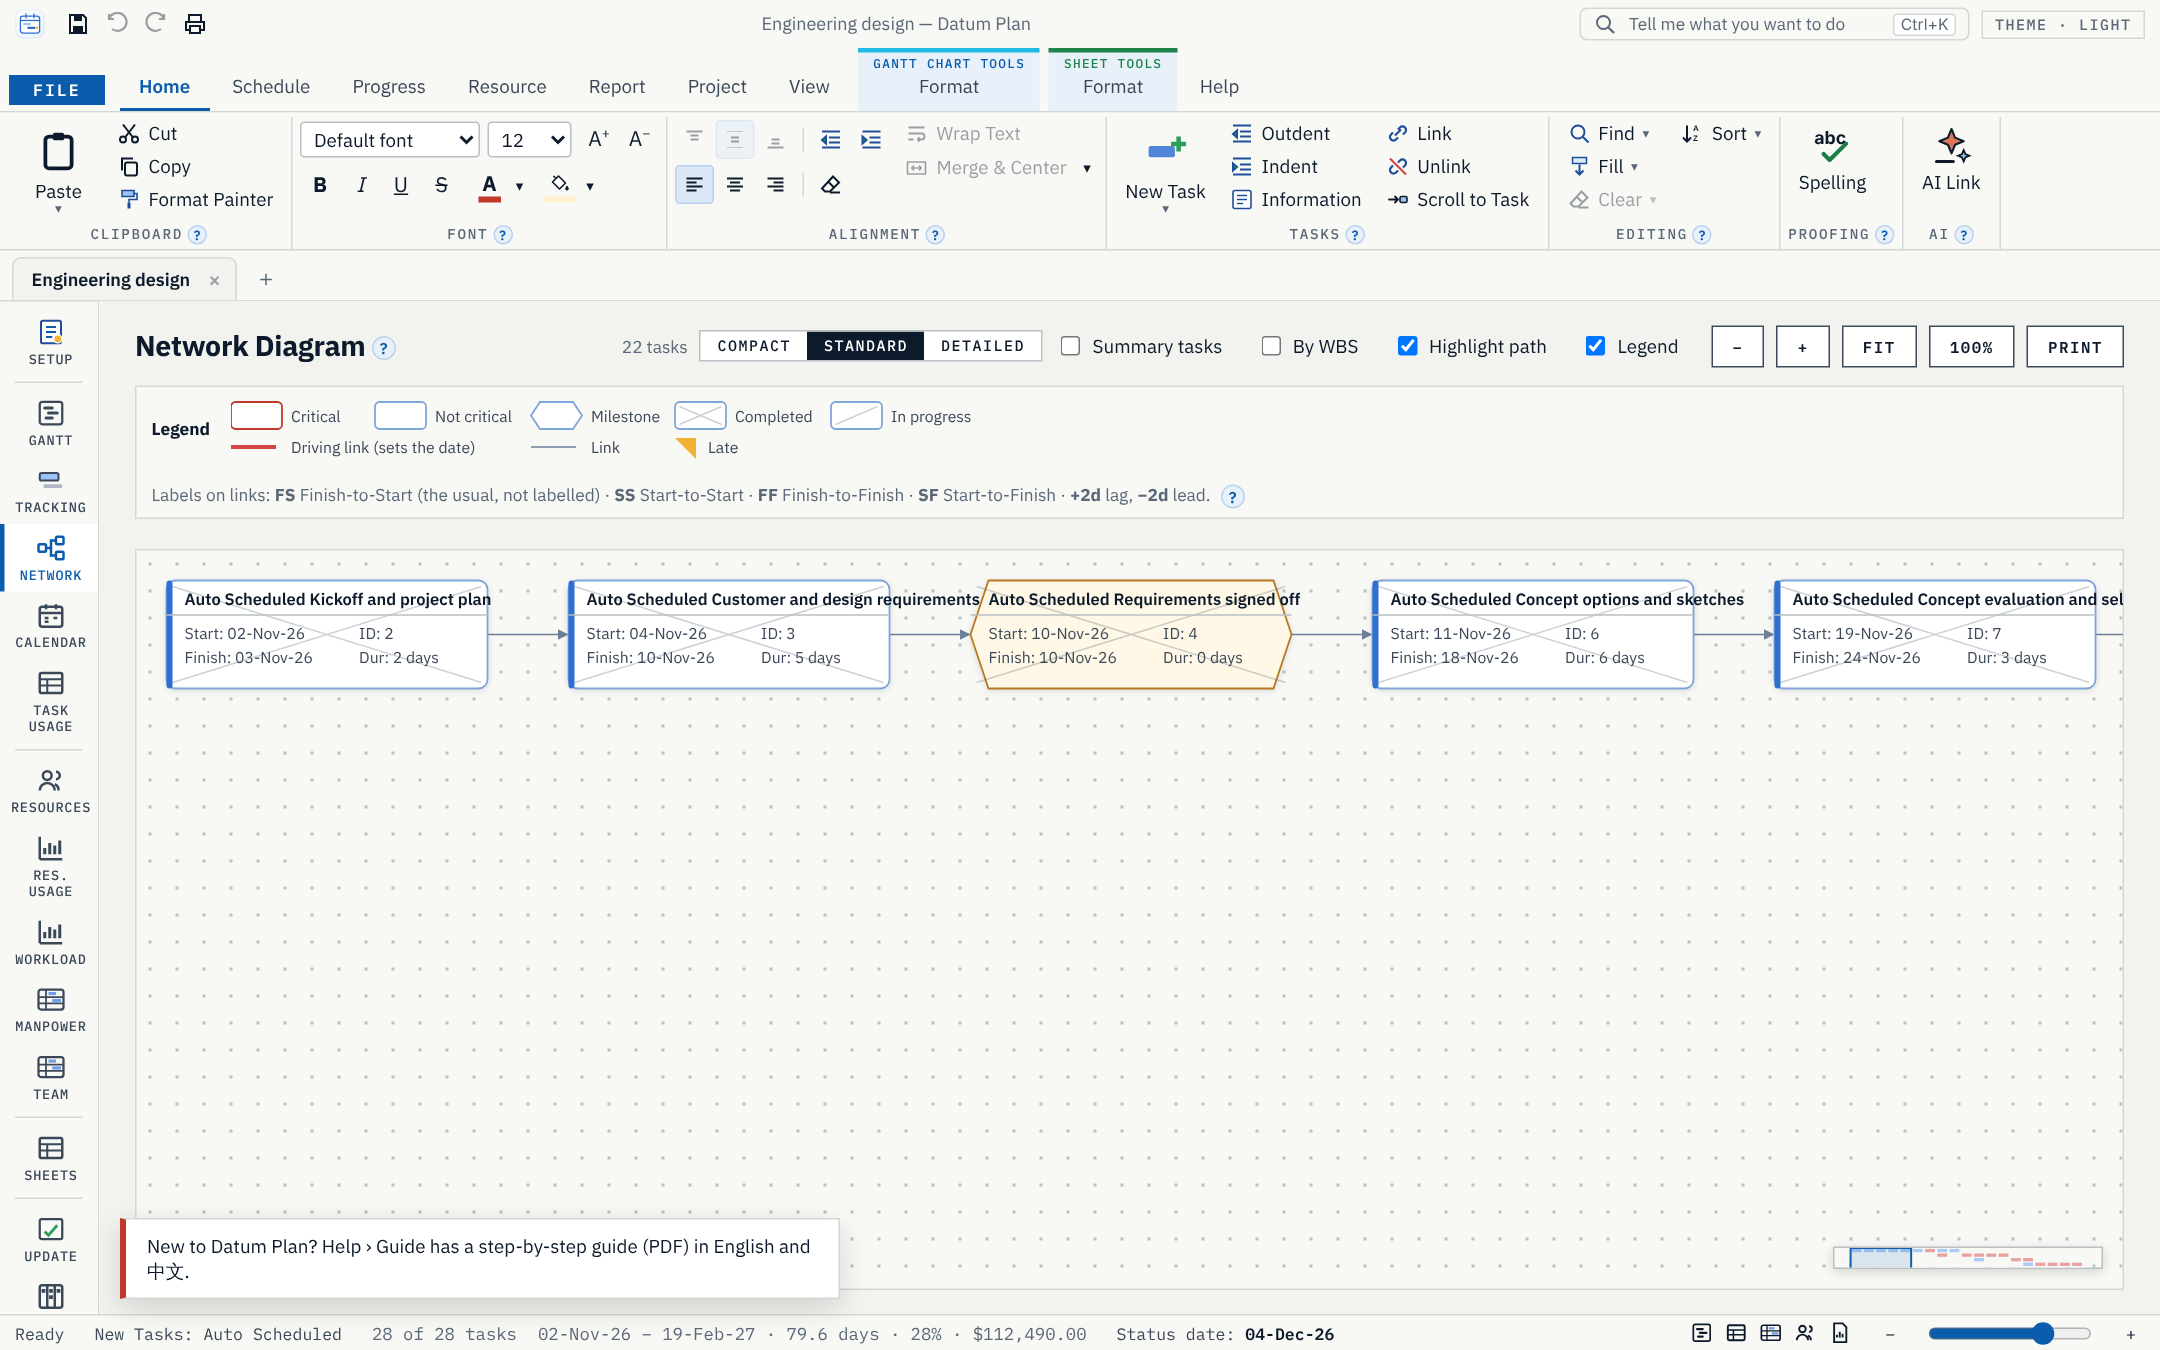 Engineering design — Datum Plan
Tell me what you want to do
Ctrl+K
THEME · LIGHT
FILE
Home
Schedule
Progress
Resource
Report
Project
View
GANTT CHART TOOLS
Format
SHEET TOOLS
Format
Help
Paste
Cut
Copy
Format Painter
CLIPBOARD ?
Default font
12
A+ A−
B I U S A
FONT ?
Wrap Text
Merge & Center
ALIGNMENT ?
New Task
Outdent
Indent
Information
Link
Unlink
Scroll to Task
TASKS ?
Find
Fill
Clear
Sort
EDITING ?
abc
Spelling
PROOFING ?
AI Link
AI ?
Engineering design ×
+
SETUP
GANTT
TRACKING
NETWORK
CALENDAR
TASK
USAGE
RESOURCES
RES.
USAGE
WORKLOAD
MANPOWER
TEAM
SHEETS
UPDATE
Network Diagram ?
22 tasks
COMPACT STANDARD DETAILED
Summary tasks
By WBS
Highlight path
Legend
−
+
FIT
100%
PRINT
Legend
Critical
Not critical
Milestone
Completed
In progress
Driving link (sets the date)
Link
Late
Labels on links: FS Finish-to-Start (the usual, not labelled) · SS Start-to-Start · FF Finish-to-Finish · SF Start-to-Finish · +2d lag, −2d lead. ?
Auto Scheduled Kickoff and project plan
Start: 02-Nov-26 ID: 2
Finish: 03-Nov-26 Dur: 2 days
Auto Scheduled Customer and design requirements
Start: 04-Nov-26 ID: 3
Finish: 10-Nov-26 Dur: 5 days
Auto Scheduled Requirements signed off
Start: 10-Nov-26 ID: 4
Finish: 10-Nov-26 Dur: 0 days
Auto Scheduled Concept options and sketches
Start: 11-Nov-26 ID: 6
Finish: 18-Nov-26 Dur: 6 days
Auto Scheduled Concept evaluation and sel
Start: 19-Nov-26 ID: 7
Finish: 24-Nov-26 Dur: 3 days
New to Datum Plan? Help › Guide has a step-by-step guide (PDF) in English and
中文.
Ready
New Tasks: Auto Scheduled
28 of 28 tasks
02-Nov-26 – 19-Feb-27 · 79.6 days · 28% · $112,490.00
Status date: 04-Dec-26
− +